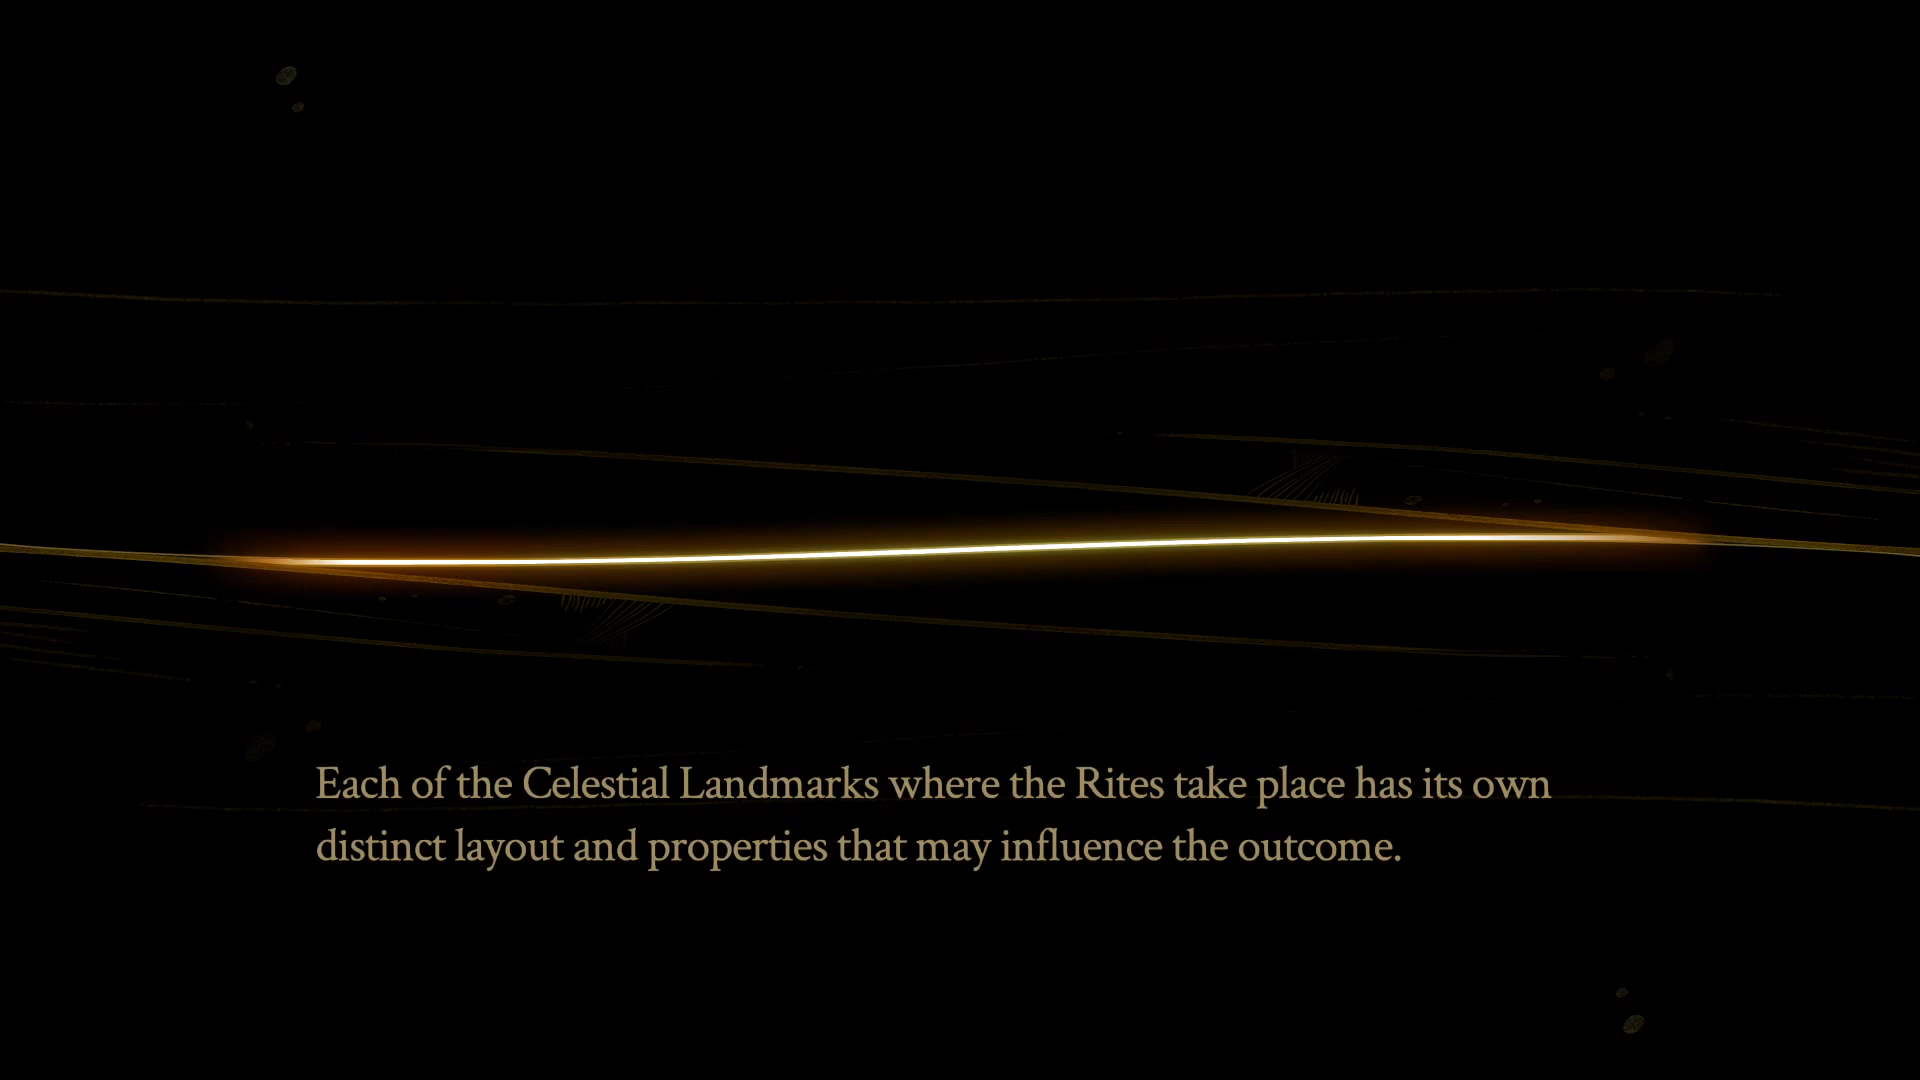 Each of the Celestial Landmarks where the Rites take place has its own
distinct layout and properties that may influence the outcome.